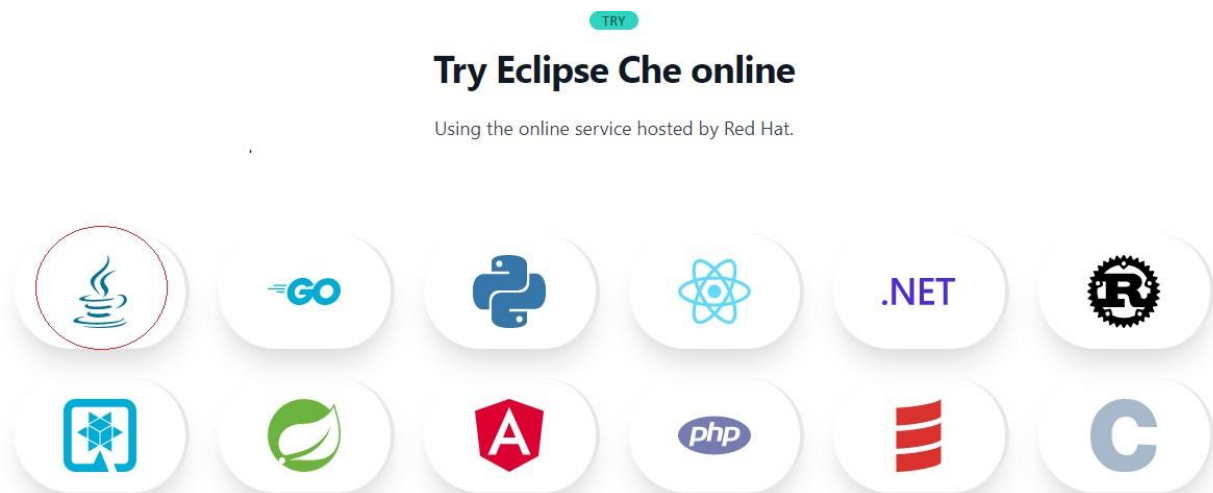 TRY
Try Eclipse Che online
Using the online service hosted by Red Hat.
GO
.NET
R
A
php
C